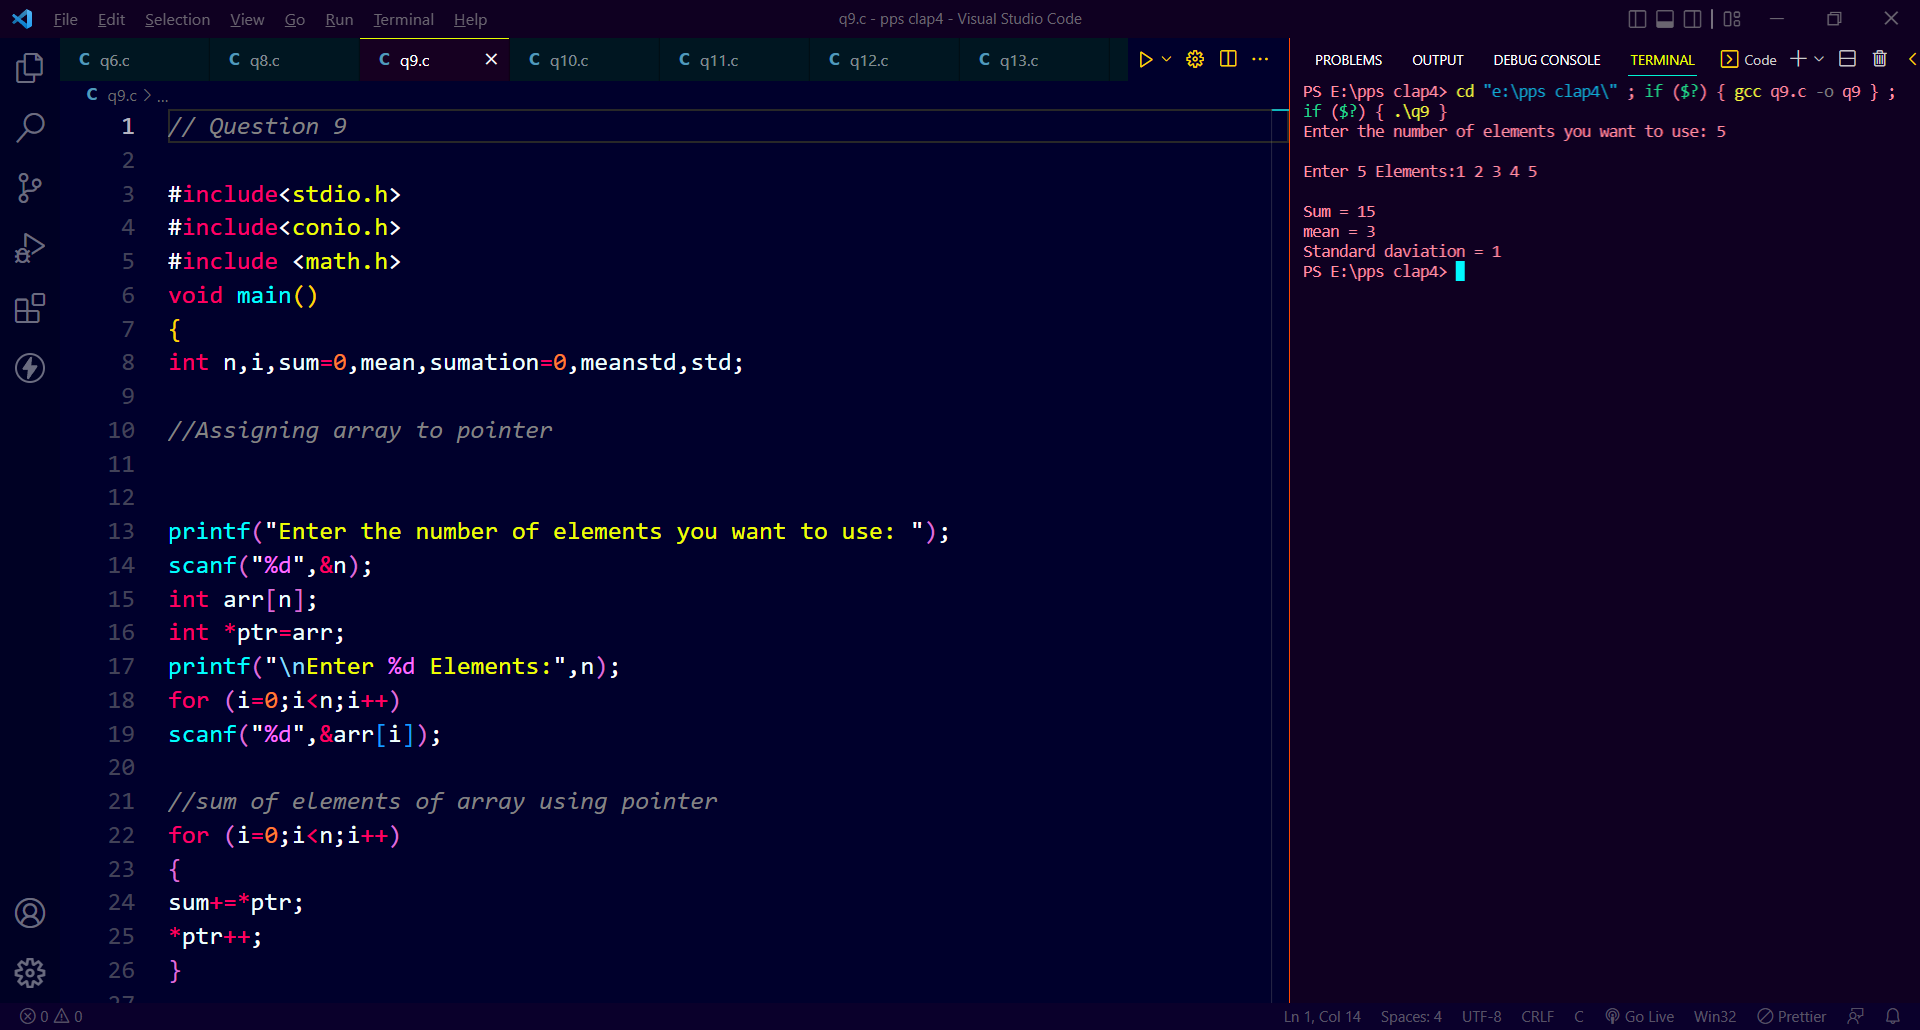 File Edit Selection View Go Run Terminal Help
q9.c - pps clap4 - Visual Studio Code
C q6.c
C q8.c
C q9.c
C q10.c
C q11.c
C q12.c
C q13.c
C q9.c > ...
1 // Question 9
2
3 #include<stdio.h>
4 #include<conio.h>
5 #include <math.h>
6 void main()
7 {
8 int n,i,sum=0,mean,sumation=0,meanstd,std;
9
10 //Assigning array to pointer
11
12
13 printf("Enter the number of elements you want to use: ");
14 scanf("%d",&n);
15 int arr[n];
16 int *ptr=arr;
17 printf("\nEnter %d Elements:",n);
18 for (i=0;i<n;i++)
19 scanf("%d",&arr[i]);
20
21 //sum of elements of array using pointer
22 for (i=0;i<n;i++)
23 {
24 sum+=*ptr;
25 *ptr++;
26 }
27
PROBLEMS OUTPUT DEBUG CONSOLE TERMINAL Code
PS E:\pps clap4> cd "e:\pps clap4\" ; if ($?) { gcc q9.c -o q9 } ;
if ($?) { .\q9 }
Enter the number of elements you want to use: 5
Enter 5 Elements:1 2 3 4 5
Sum = 15
mean = 3
Standard daviation = 1
PS E:\pps clap4>
0 0
Ln 1, Col 14 Spaces: 4 UTF-8 CRLF C Go Live Win32 Prettier